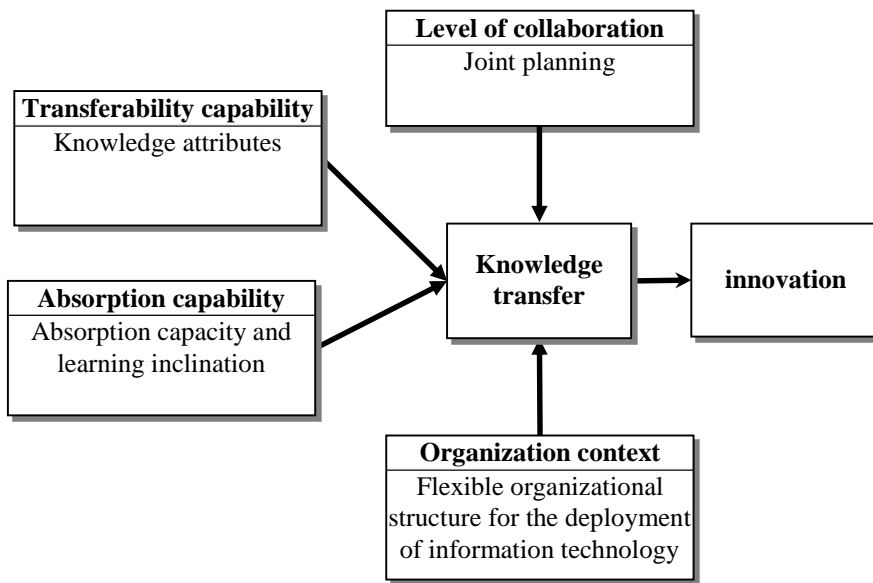 Level of collaboration
Joint planning
Transferability capability
Knowledge attributes
Absorption capability
Absorption capacity and
learning inclination
Knowledge
transfer
innovation
Organization context
Flexible organizational
structure for the deployment
of information technology